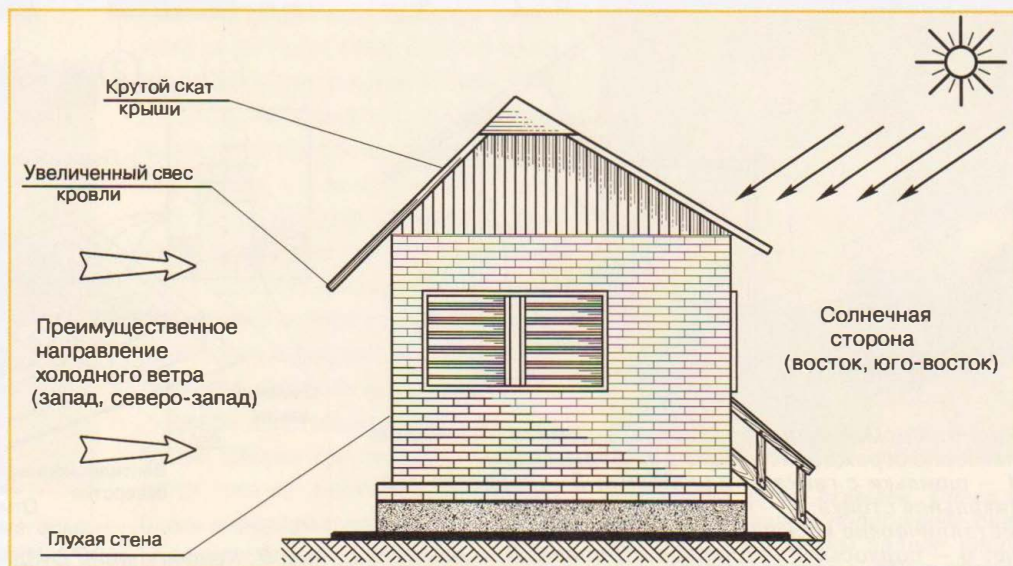 Крутой скат
крыши
Увеличенный свес
кровли
Преимущественное
направление
холодного ветра
(запад, северо-запад)
Солнечная
сторона
(восток, юго-восток)
Глухая стена